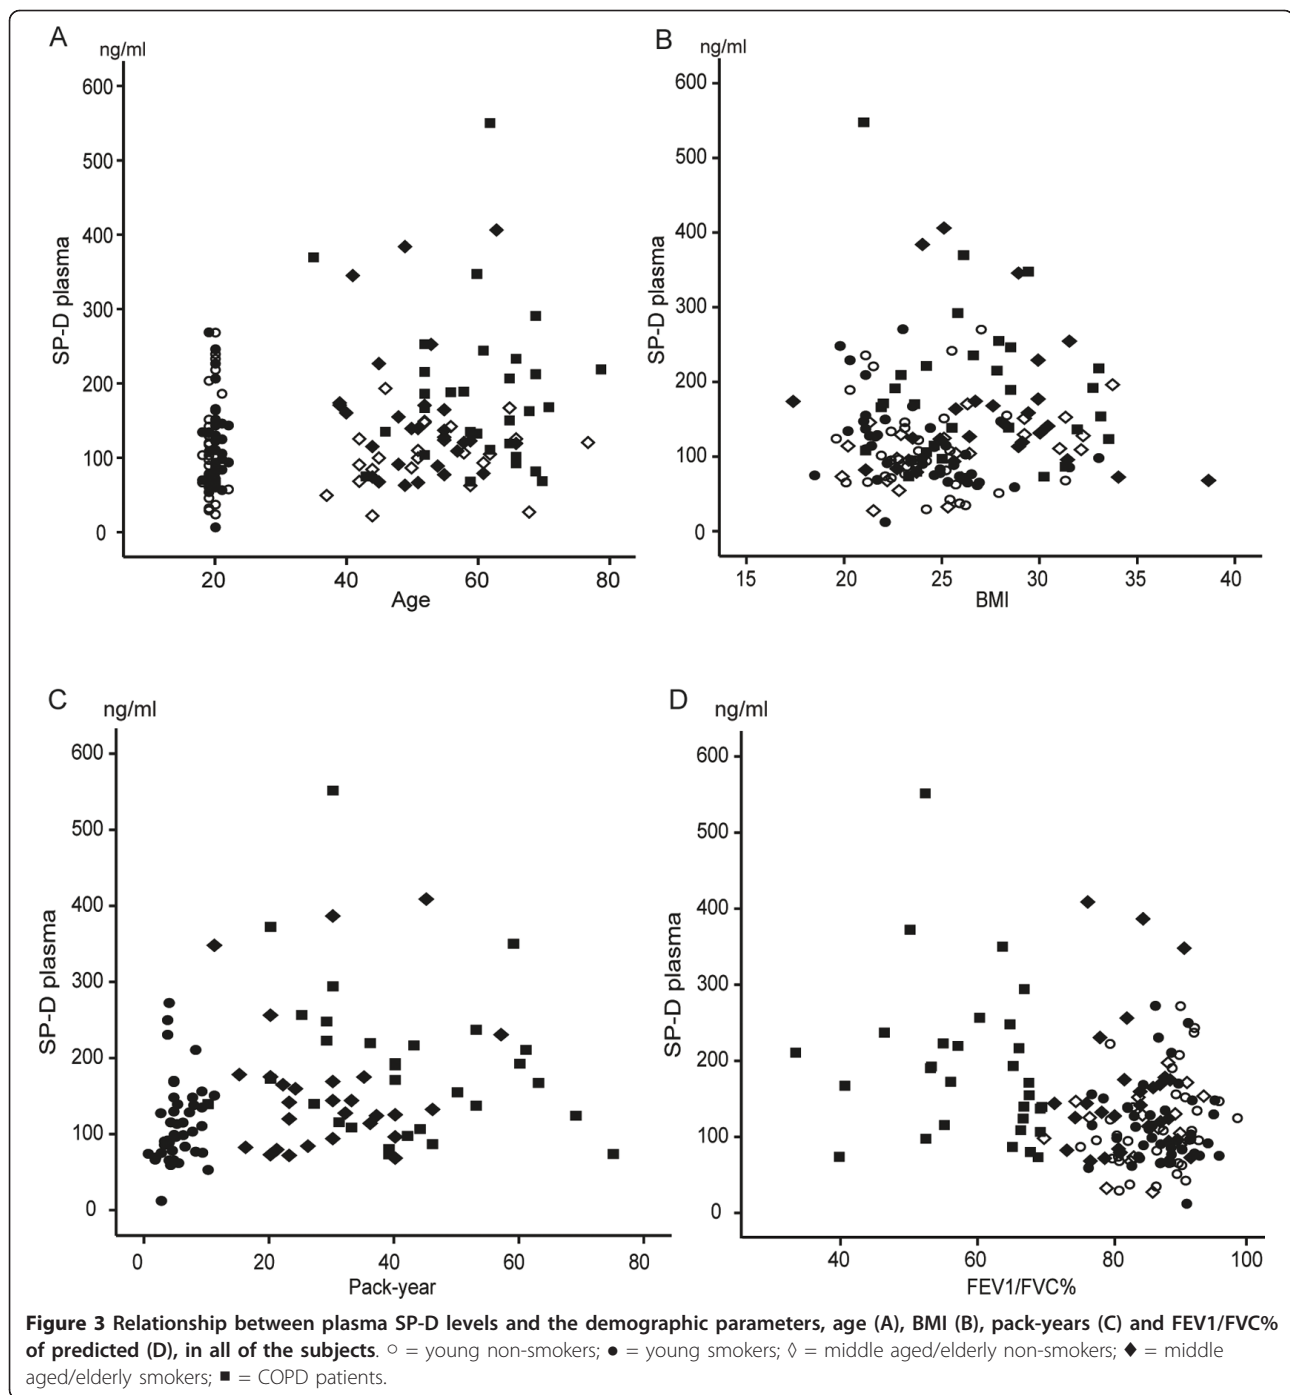 A
ng/ml
600
500
400
300
200
100
0
SP-D plasma
20 40 60 80
Age
B
ng/ml
600
500
400
300
200
100
0
SP-D plasma
15 20 25 30 35 40
BMI
C
ng/ml
600
500
400
300
200
100
0
SP-D plasma
0 20 40 60 80
Pack-year
D
ng/ml
600
500
400
300
200
100
0
SP-D plasma
40 60 80 100
FEV1/FVC%
Figure 3 Relationship between plasma SP-D levels and the demographic parameters, age (A), BMI (B), pack-years (C) and FEV1/FVC%
of predicted (D), in all of the subjects. ○ = young non-smokers; ● = young smokers; ◊ = middle aged/elderly non-smokers; ♦ = middle
aged/elderly smokers; ■ = COPD patients.